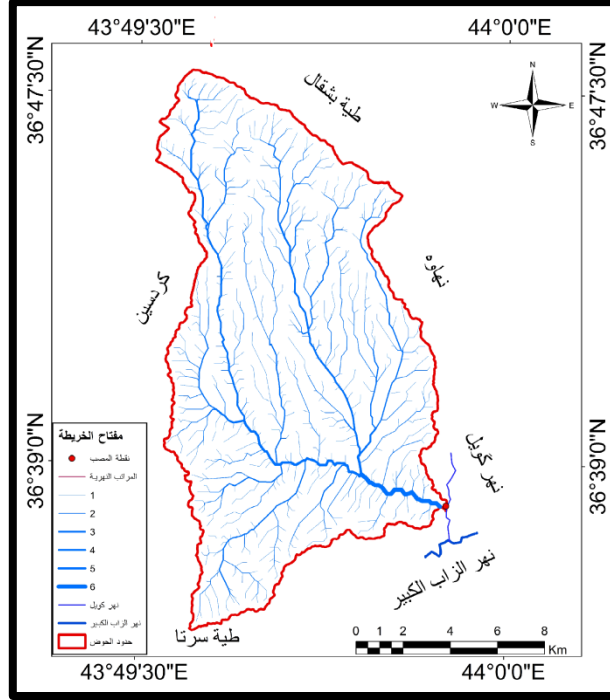 43°49'30"E 44°0'0"E
36°47'30"N
36°47'30"N
N
W E
S
طية بشقال
نهاوه
كردسين
36°39'0"N
36°39'0"N
مفتاح الخريطة
نقطة المصب
المراتب النهرية
1
2
3
4
5
6
نهر كويل
نهر الزاب الكبير
حدود الحوض
نهر گويل
نهر الزاب الكبير
طية سرتا
0 1 2 4 6 8
Km
43°49'30"E 44°0'0"E